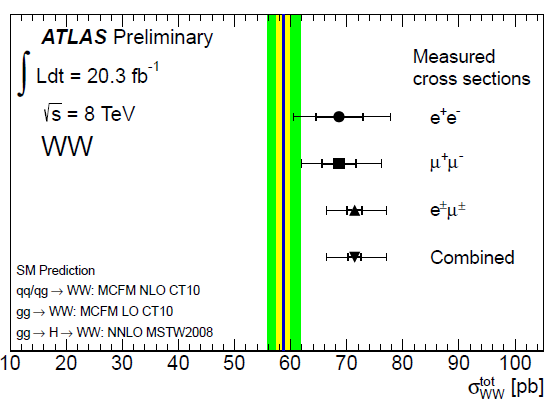 ATLAS Preliminary
∫ Ldt = 20.3 fb⁻¹
√s = 8 TeV
WW
Measured
cross sections
e⁺e⁻
μ⁺μ⁻
e±μ±
Combined
SM Prediction
qq/qg → WW: MCFM NLO CT10
gg → WW: MCFM LO CT10
gg → H → WW: NNLO MSTW2008
10 20 30 40 50 60 70 80 90 100
σ^tot_WW [pb]